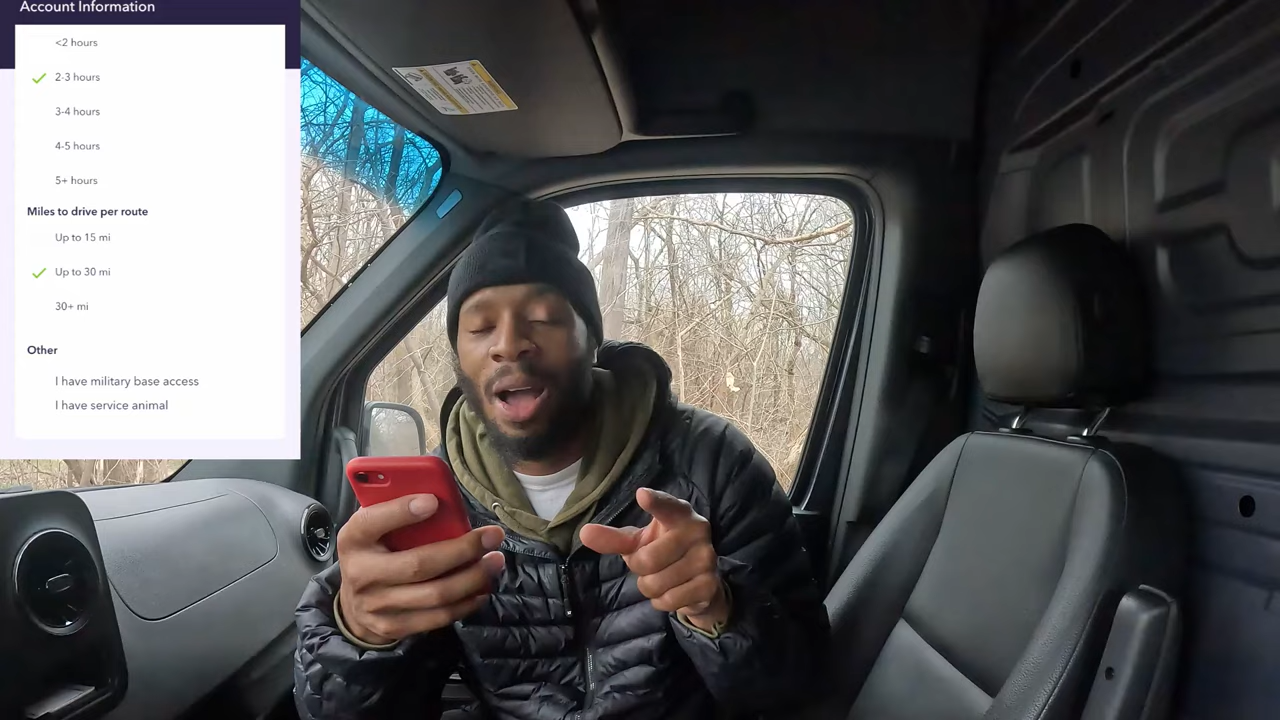 Account Information
<2 hours
2-3 hours
3-4 hours
4-5 hours
5+ hours
Miles to drive per route
Up to 15 mi
Up to 30 mi
30+ mi
Other
I have military base access
I have service animal